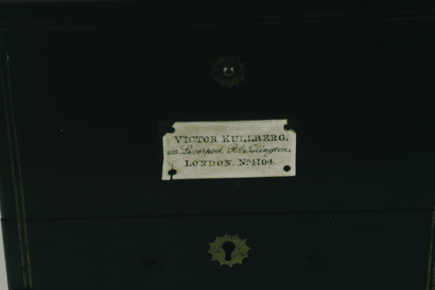 VICTOR KULLBERG,
105 Liverpool Rd. Islington,
LONDON. No. 4104.